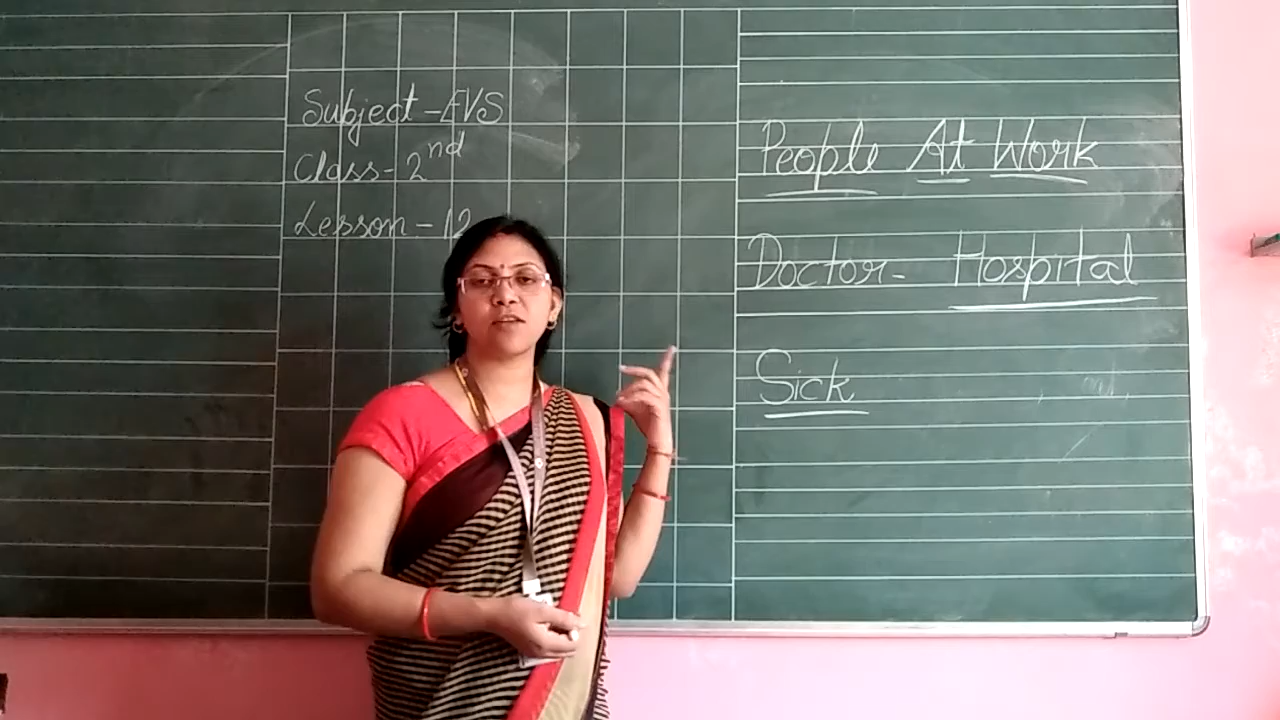 Subject - EVS
Class - 2nd
Lesson - 12
People At Work
Doctor - Hospital
Sick